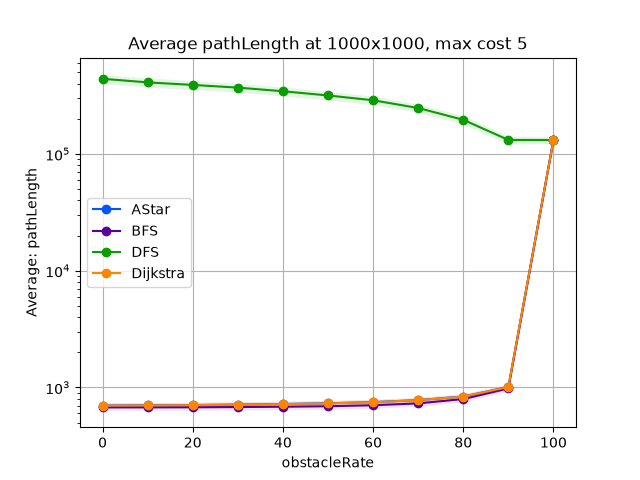 Average pathLength at 1000x1000, max cost 5
Average: pathLength
10^5
10^4
10^3
AStar
BFS
DFS
Dijkstra
0 20 40 60 80 100
obstacleRate